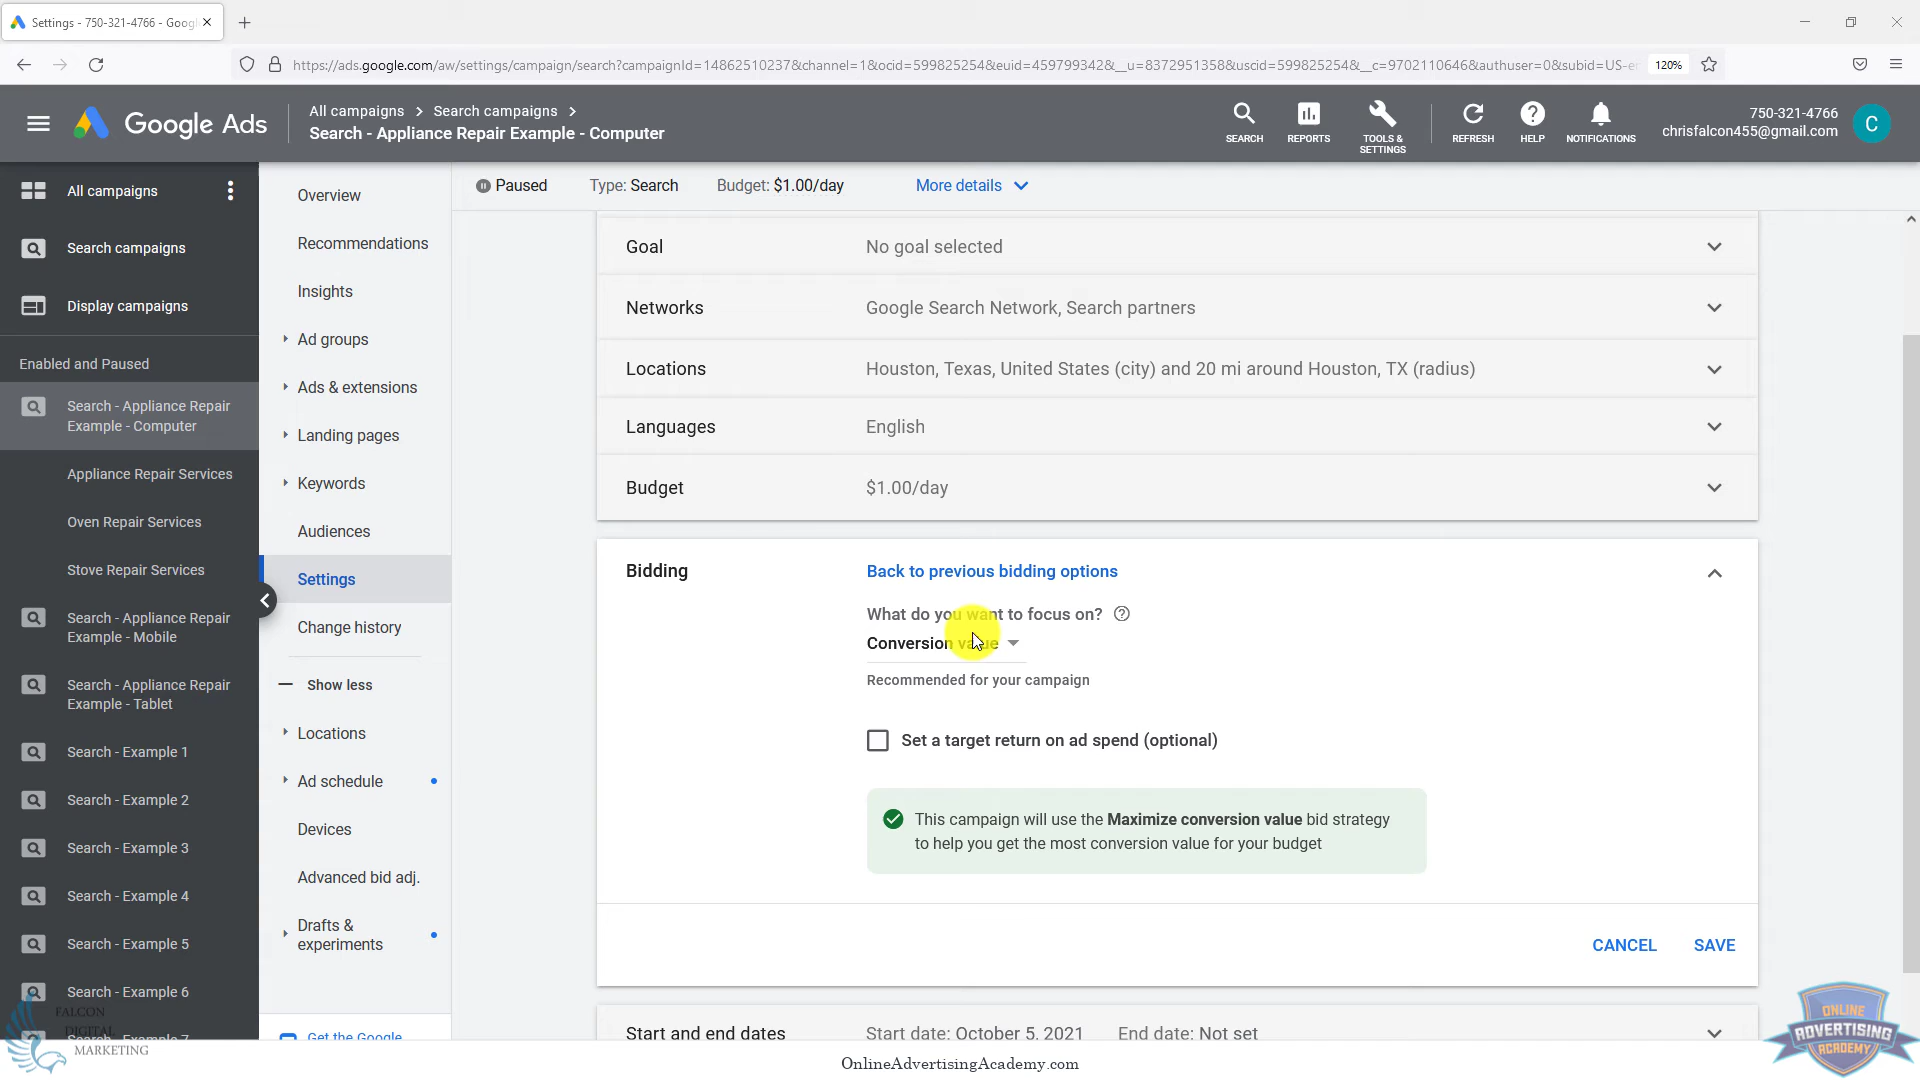 Settings - 750-321-4766 - Goog
https://ads.google.com/aw/settings/campaign/search?campaignId=14862510237&channel=1&ocid=599825254&euid=459799342&__u=8372951358&uscid=599825254&__c=9702110646&authuser=0&subid=US-e
120%
Google Ads
All campaigns > Search campaigns >
Search - Appliance Repair Example - Computer
SEARCH
REPORTS
TOOLS &
SETTINGS
REFRESH
HELP
NOTIFICATIONS
750-321-4766
chrisfalcon455@gmail.com
C
All campaigns
Search campaigns
Display campaigns
Enabled and Paused
Search - Appliance Repair
Example - Computer
Appliance Repair Services
Oven Repair Services
Stove Repair Services
Search - Appliance Repair
Example - Mobile
Search - Appliance Repair
Example - Tablet
Search - Example 1
Search - Example 2
Search - Example 3
Search - Example 4
Search - Example 5
Search - Example 6
Search - Example 7
Overview
Recommendations
Insights
Ad groups
Ads & extensions
Landing pages
Keywords
Audiences
Settings
Change history
Show less
Locations
Ad schedule
Devices
Advanced bid adj.
Drafts &
experiments
Get the Google
Paused Type: Search Budget: $1.00/day More details
Goal No goal selected
Networks Google Search Network, Search partners
Locations Houston, Texas, United States (city) and 20 mi around Houston, TX (radius)
Languages English
Budget $1.00/day
Bidding Back to previous bidding options
What do you want to focus on?
Conversion value
Recommended for your campaign
Set a target return on ad spend (optional)
This campaign will use the Maximize conversion value bid strategy
to help you get the most conversion value for your budget
CANCEL SAVE
Start and end dates Start date: October 5, 2021 End date: Not set
FALCON
DIGITAL
MARKETING
OnlineAdvertisingAcademy.com
ONLINE
ADVERTISING
ACADEMY